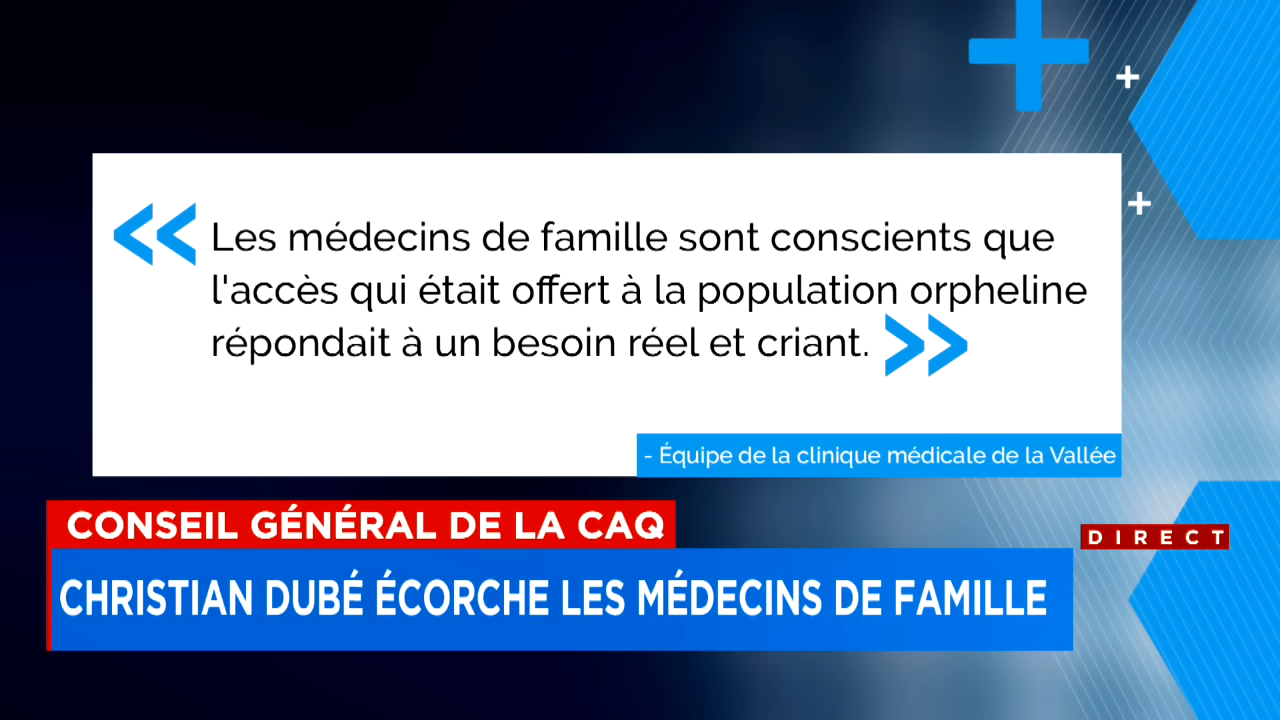 « Les médecins de famille sont conscients que
l'accès qui était offert à la population orpheline
répondait à un besoin réel et criant. »
- Équipe de la clinique médicale de la Vallée
CONSEIL GÉNÉRAL DE LA CAQ
DIRECT
CHRISTIAN DUBÉ ÉCORCHE LES MÉDECINS DE FAMILLE